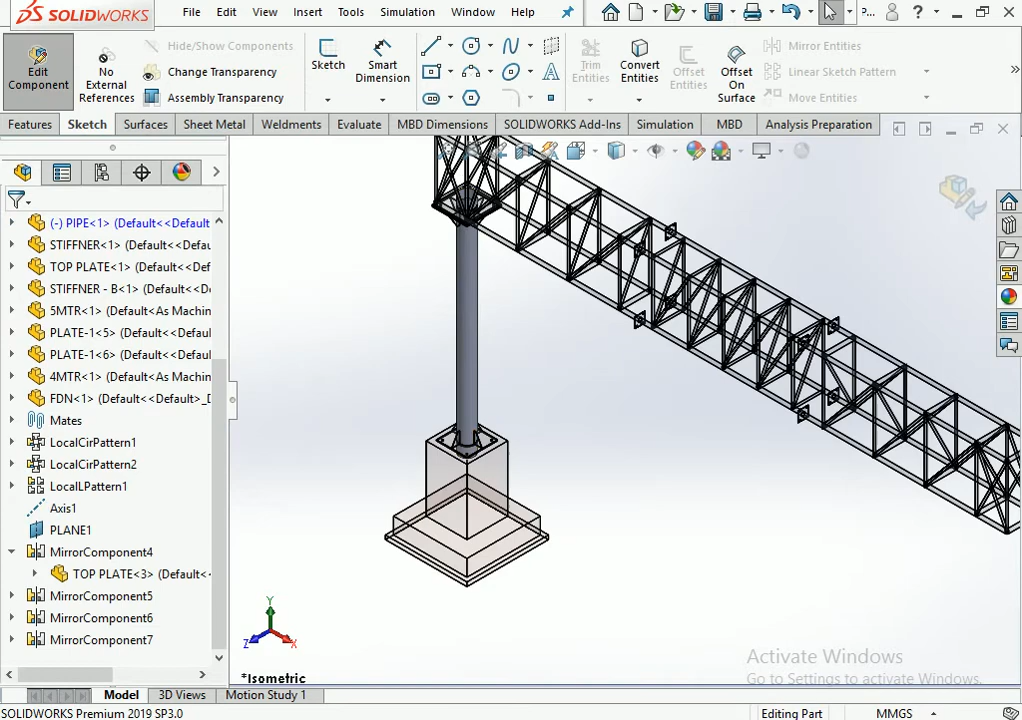 SOLIDWORKS File Edit View Insert Tools Simulation Window Help P... ?
Edit Component
No External References
Hide/Show Components
Change Transparency
Assembly Transparency
Sketch
Smart Dimension
Trim Entities
Convert Entities
Offset Entities
Offset On Surface
Mirror Entities
Linear Sketch Pattern
Move Entities
Features Sketch Surfaces Sheet Metal Weldments Evaluate MBD Dimensions SOLIDWORKS Add-Ins Simulation MBD Analysis Preparation
(-) PIPE<1> (Default<<Default
STIFFNER<1> (Default<<Defau
TOP PLATE<1> (Default<<Def
STIFFNER - B<1> (Default<<D
5MTR<1> (Default<As Machin
PLATE-1<5> (Default<<Defaul
PLATE-1<6> (Default<<Defaul
4MTR<1> (Default<As Machin
FDN<1> (Default<<Default>_D
Mates
LocalCirPattern1
LocalCirPattern2
LocalLPattern1
Axis1
PLANE1
MirrorComponent4
TOP PLATE<3> (Default<
MirrorComponent5
MirrorComponent6
MirrorComponent7
Y
Z
X
*Isometric
Activate Windows
Go to Settings to activate Windows.
Model 3D Views Motion Study 1
SOLIDWORKS Premium 2019 SP3.0 Editing Part MMGS